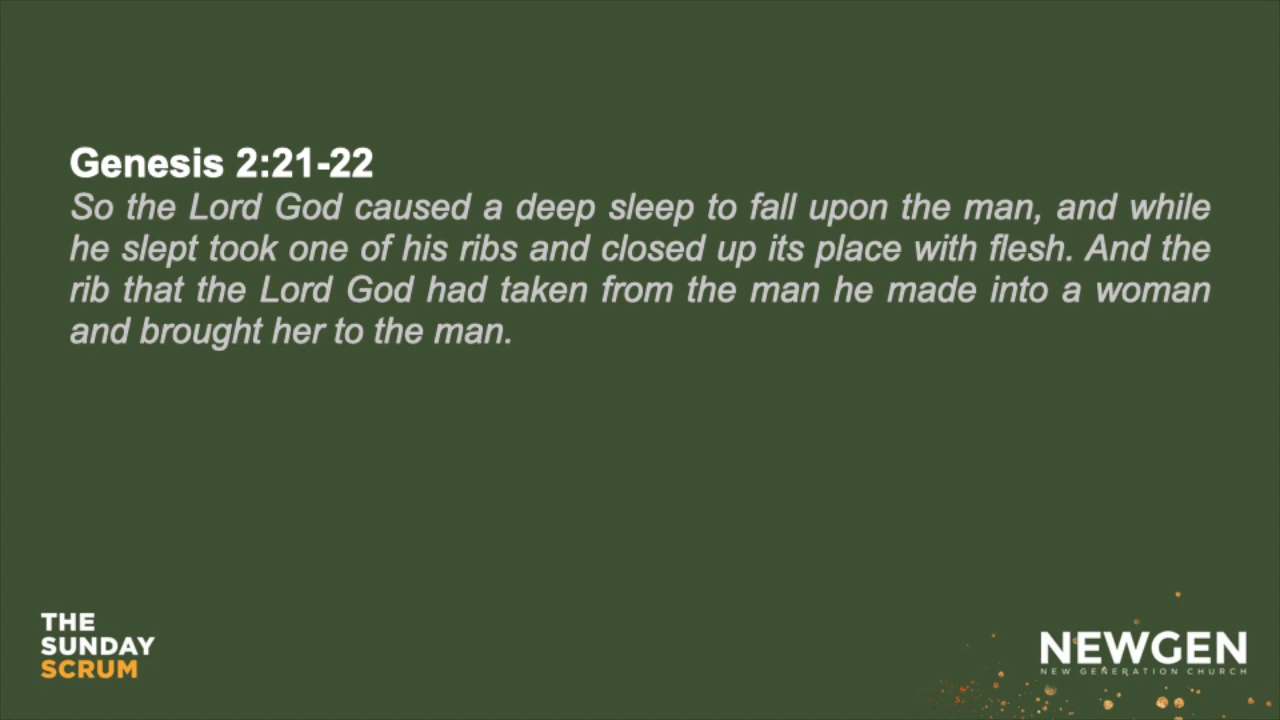 Genesis 2:21-22
So the Lord God caused a deep sleep to fall upon the man, and while
he slept took one of his ribs and closed up its place with flesh. And the
rib that the Lord God had taken from the man he made into a woman
and brought her to the man.
THE
SUNDAY
SCRUM
NEWGEN
NEW GENERATION CHURCH